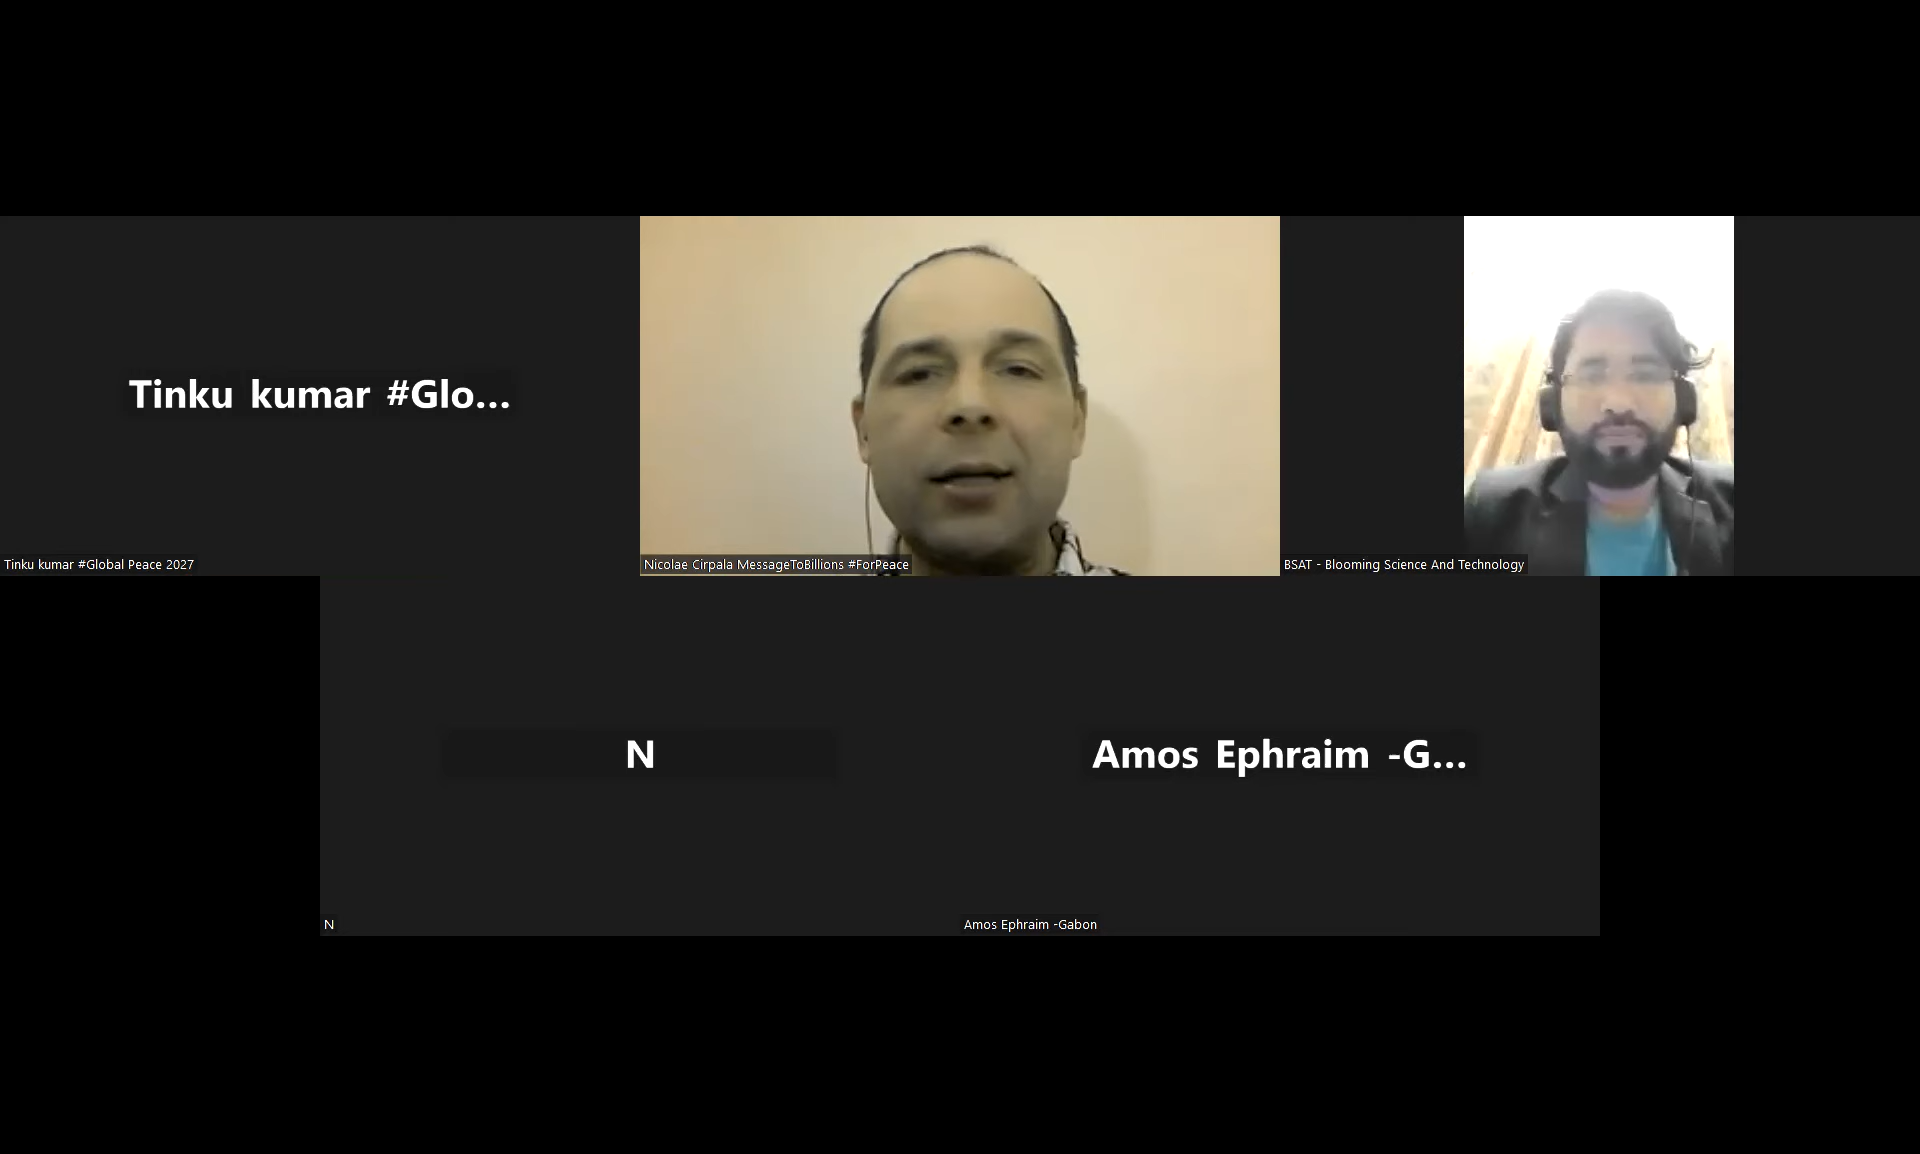 Tinku kumar #Glo...
Tinku kumar #Global Peace 2027
Nicolae Cirpala MessageToBillions #ForPeace
BSAT - Blooming Science And Technology
N
Amos Ephraim -G...
N
Amos Ephraim -Gabon